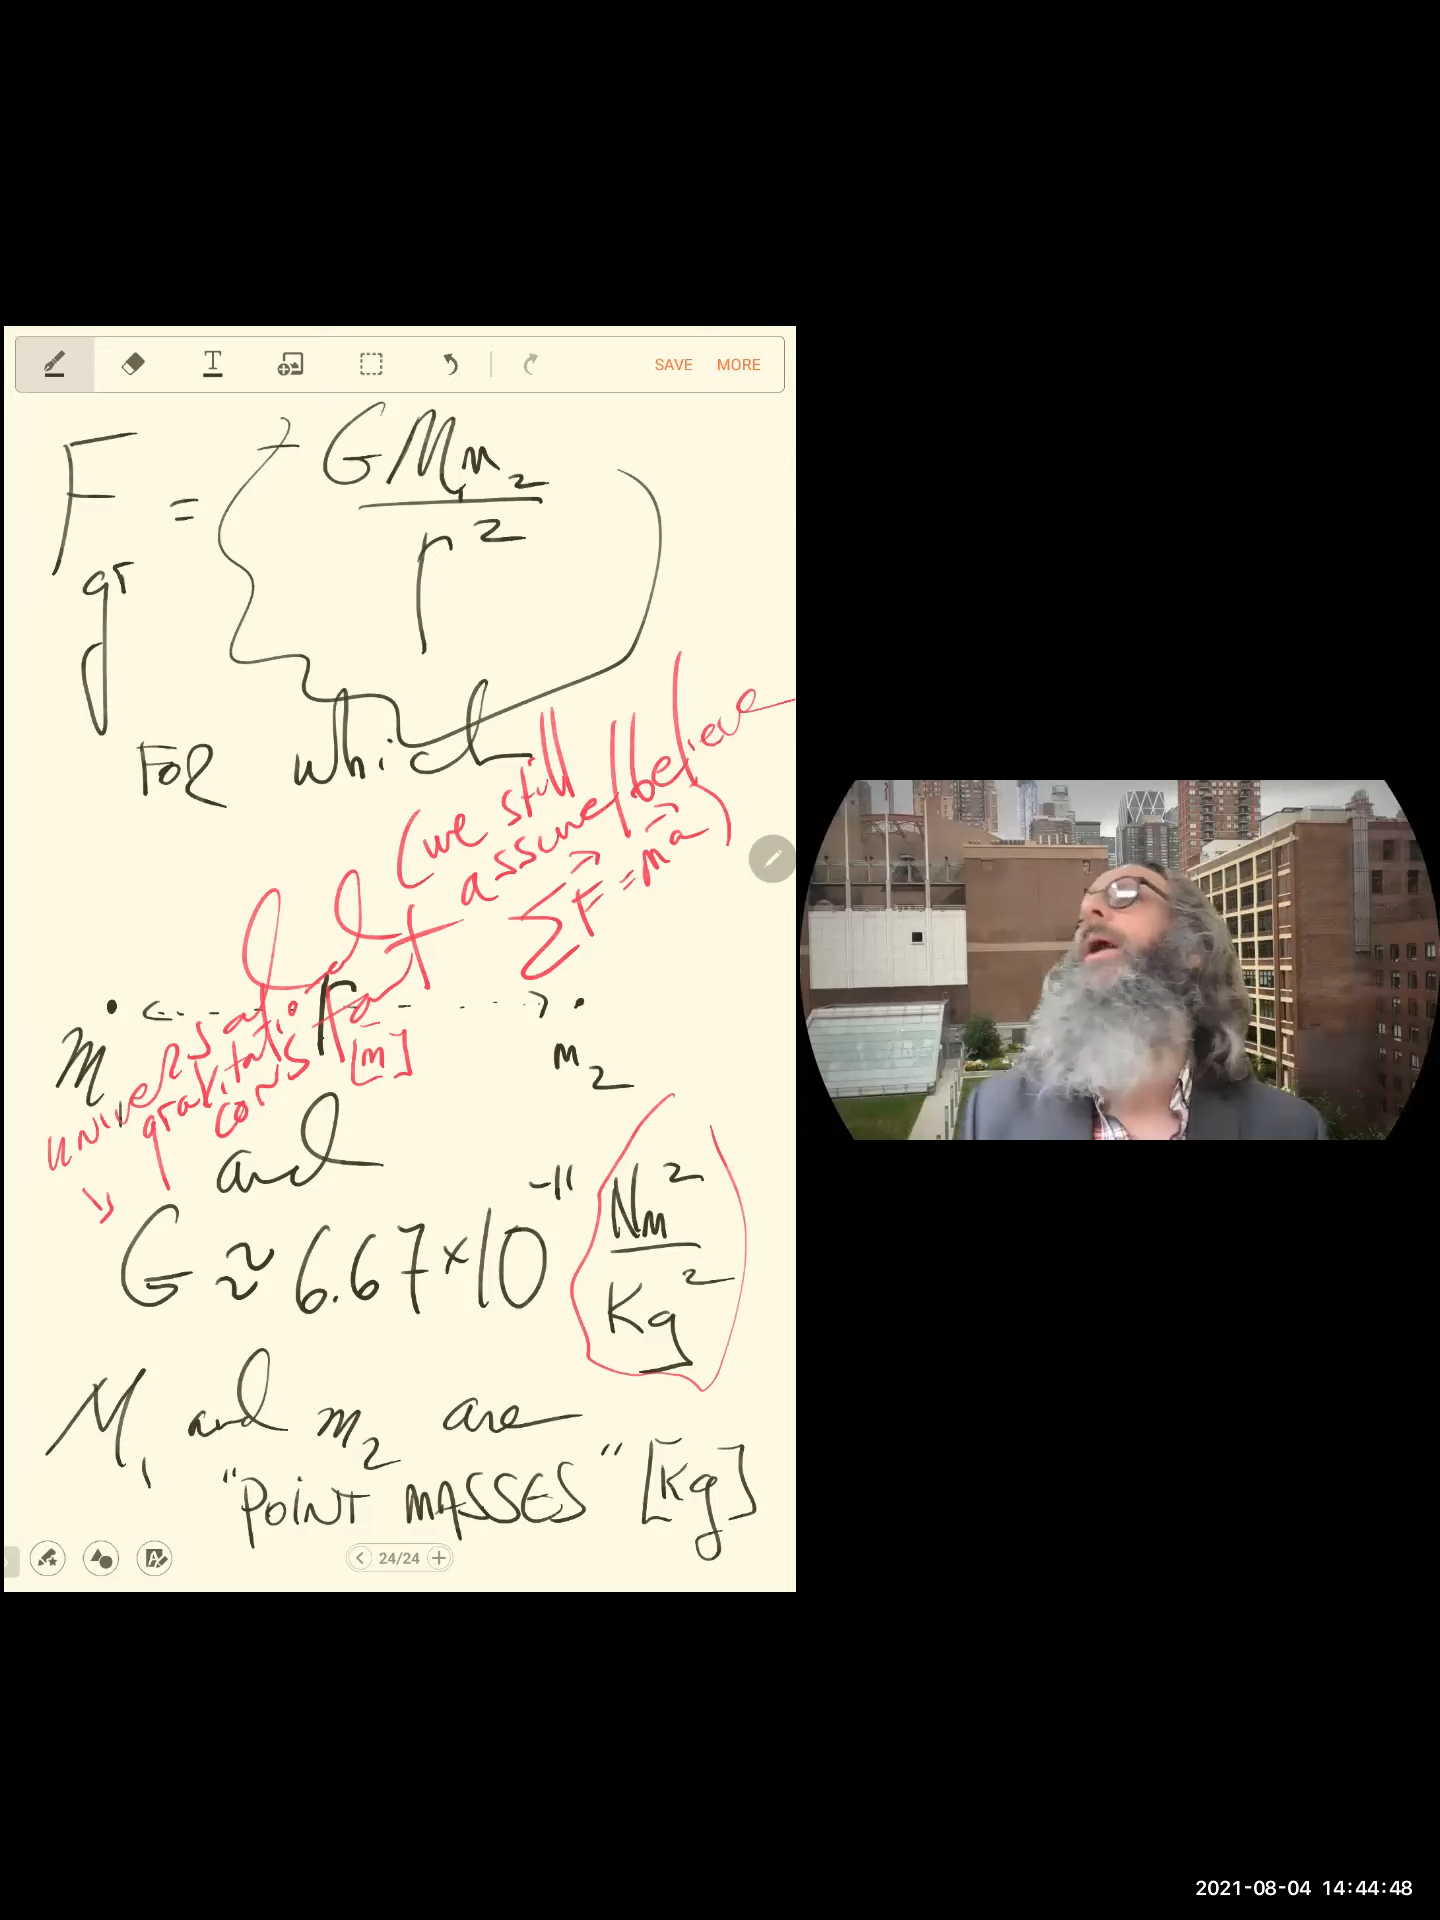 T
SAVE MORE
F gr = + G M₁ m₂ / r²
For which
(we still
assume/believe
ΣF = ma)
r
M₁ m₂
[m]
universal
gravitational
constant
and
G ≈ 6.67 × 10⁻¹¹ Nm² / Kg²
M₁ and m₂ are
"POINT MASSES" [Kg]
24/24
2021-08-04 14:44:48